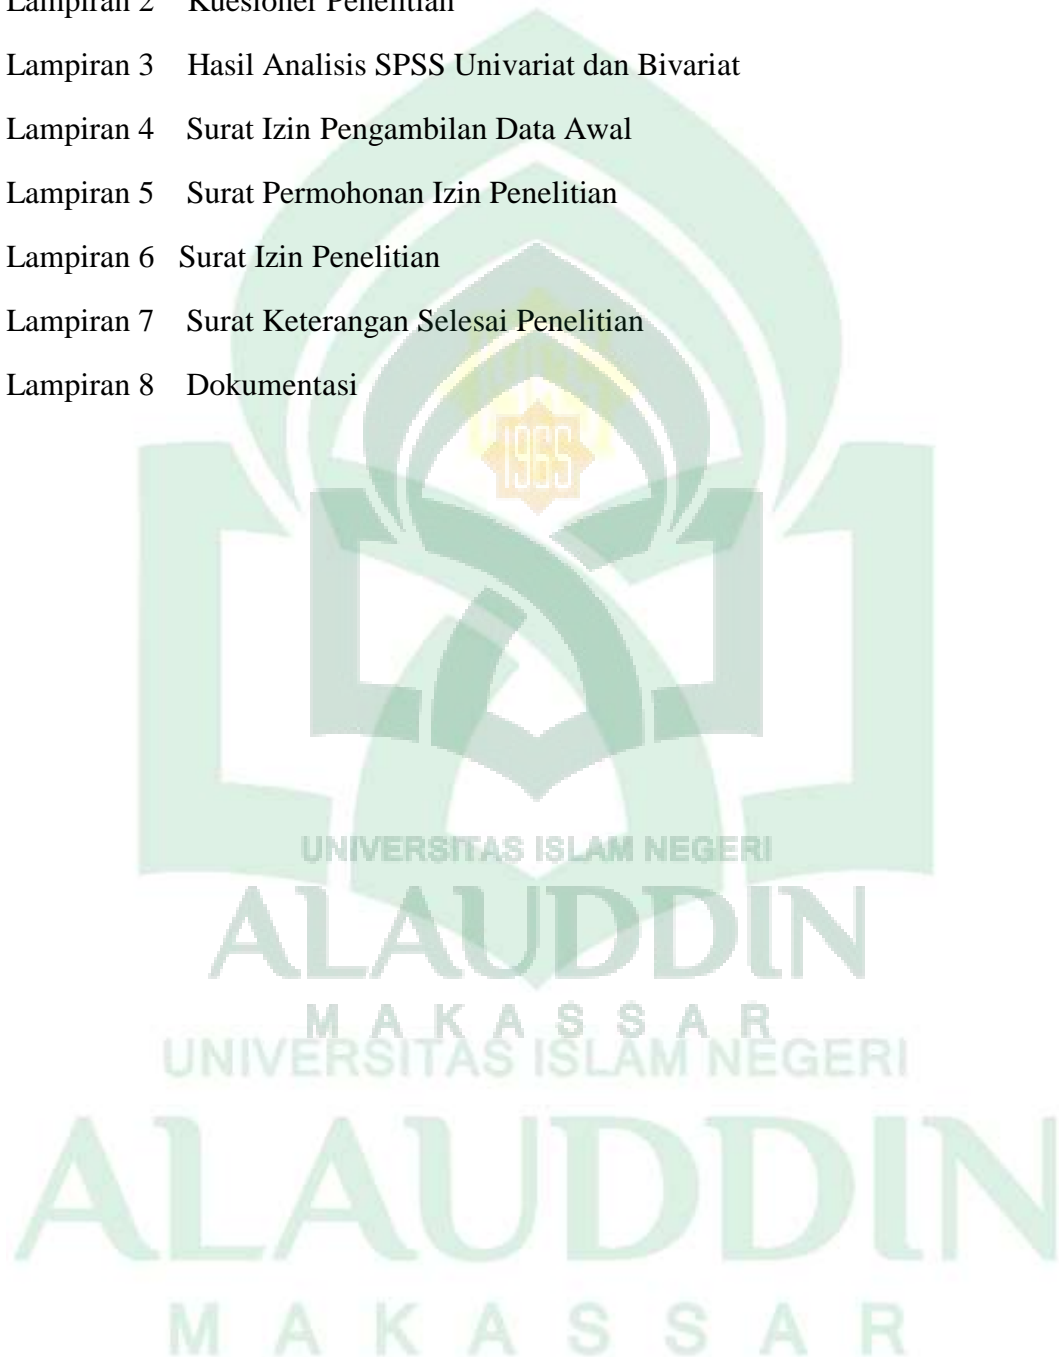 Lampiran 2 Kuesioner Penelitian
Lampiran 3 Hasil Analisis SPSS Univariat dan Bivariat
Lampiran 4 Surat Izin Pengambilan Data Awal
Lampiran 5 Surat Permohonan Izin Penelitian
Lampiran 6 Surat Izin Penelitian
Lampiran 7 Surat Keterangan Selesai Penelitian
Lampiran 8 Dokumentasi
1965
UNIVERSITAS ISLAM NEGERI
ALAUDDIN
MAKASSAR
UNIVERSITAS ISLAM NEGERI
ALAUDDIN
MAKASSAR